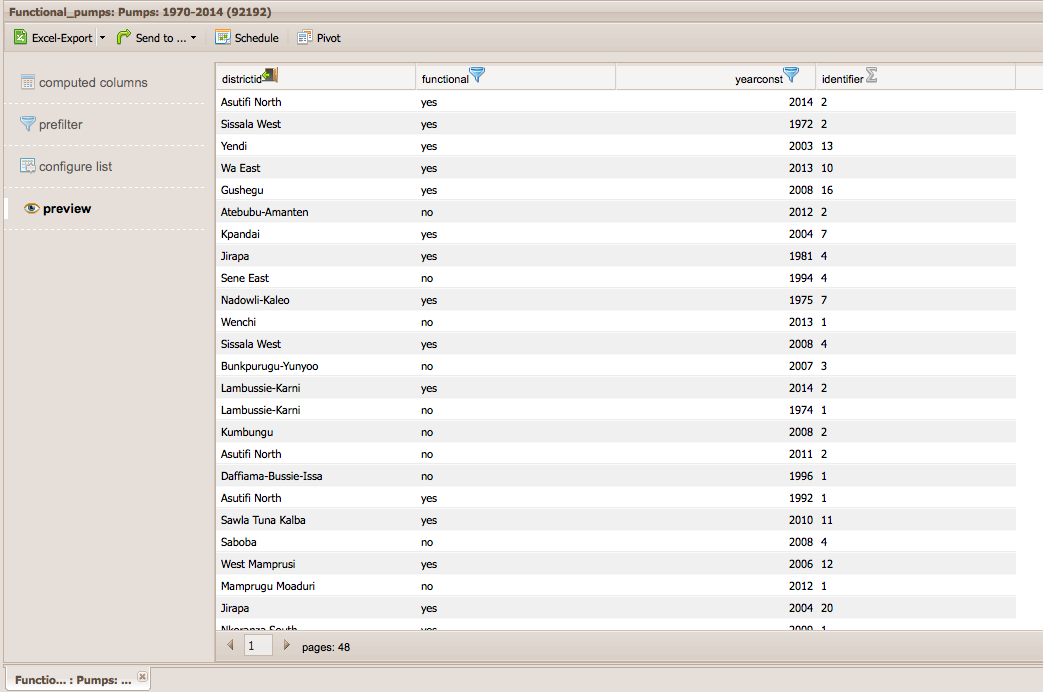 Functional_pumps: Pumps: 1970-2014 (92192)
Excel-Export Send to ... Schedule Pivot
computed columns
prefilter
configure list
preview
districtid functional yearconst identifier
Asutifi North yes 2014 2
Sissala West yes 1972 2
Yendi yes 2003 13
Wa East yes 2013 10
Gushegu yes 2008 16
Atebubu-Amanten no 2012 2
Kpandai yes 2004 7
Jirapa yes 1981 4
Sene East no 1994 4
Nadowli-Kaleo yes 1975 7
Wenchi no 2013 1
Sissala West yes 2008 4
Bunkpurugu-Yunyoo no 2007 3
Lambussie-Karni yes 2014 2
Lambussie-Karni no 1974 1
Kumbungu no 2008 2
Asutifi North no 2011 2
Daffiama-Bussie-Issa no 1996 1
Asutifi North yes 1992 1
Sawla Tuna Kalba yes 2010 11
Saboba no 2008 4
West Mamprusi yes 2006 12
Mamprugu Moaduri no 2012 1
Jirapa yes 2004 20
Nkoranza South yes 2009 1
1 pages: 48
Functio... : Pumps: ...